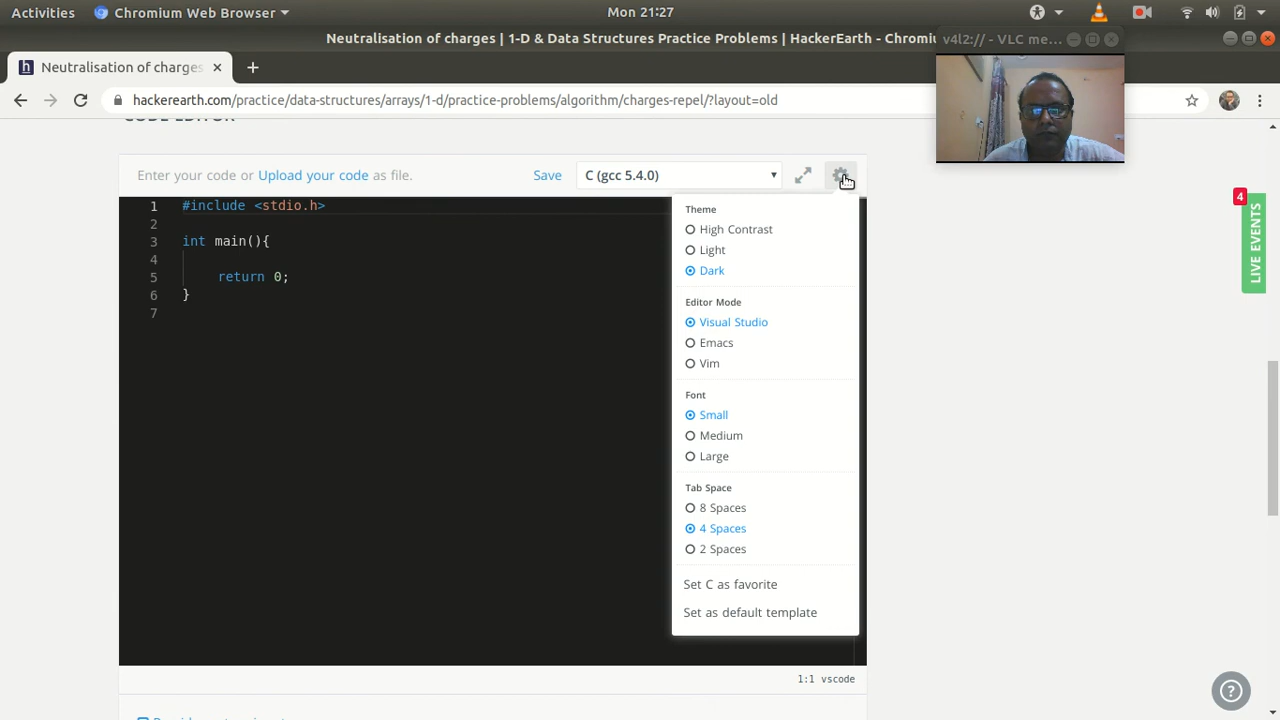 Activities
Chromium Web Browser
Mon 21:27
Neutralisation of charges | 1-D & Data Structures Practice Problems | HackerEarth - Chromiu
v4l2:// - VLC me...
h Neutralisation of charges
hackerearth.com/practice/data-structures/arrays/1-d/practice-problems/algorithm/charges-repel/?layout=old
CODE EDITOR
Enter your code or Upload your code as file.
Save
C (gcc 5.4.0)
1 #include <stdio.h>
2
3 int main(){
4
5 return 0;
6 }
7
Theme
High Contrast
Light
Dark
Editor Mode
Visual Studio
Emacs
Vim
Font
Small
Medium
Large
Tab Space
8 Spaces
4 Spaces
2 Spaces
Set C as favorite
Set as default template
1:1 vscode
4
LIVE EVENTS
?